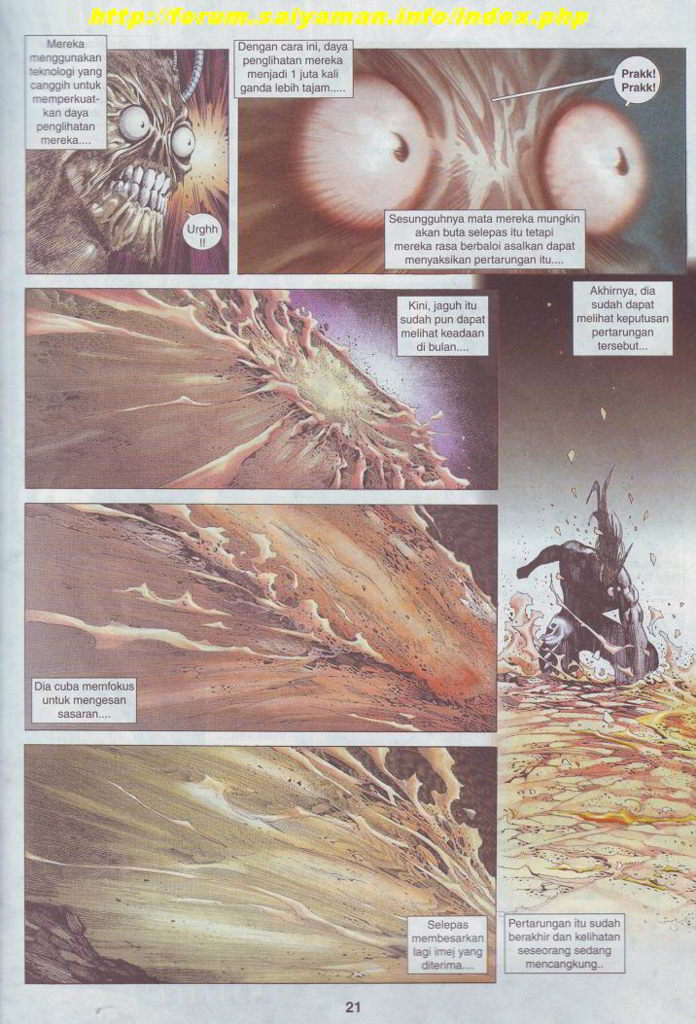 http://forum.saiyaman.info/index.php
Mereka
menggunakan
teknologi yang
canggih untuk
memperkuat-
kan daya
penglihatan
mereka....
Urghh
!!
Dengan cara ini, daya
penglihatan mereka
menjadi 1 juta kali
ganda lebih tajam.....
Prakk!
Prakk!
Sesungguhnya mata mereka mungkin
akan buta selepas itu tetapi
mereka rasa berbaloi asalkan dapat
menyaksikan pertarungan itu....
Kini, jaguh itu
sudah pun dapat
melihat keadaan
di bulan....
Akhirnya, dia
sudah dapat
melihat keputusan
pertarungan
tersebut...
Dia cuba memfokus
untuk mengesan
sasaran....
Selepas
membesarkan
lagi imej yang
diterima....
Pertarungan itu sudah
berakhir dan kelihatan
seseorang sedang
mencangkung..
21